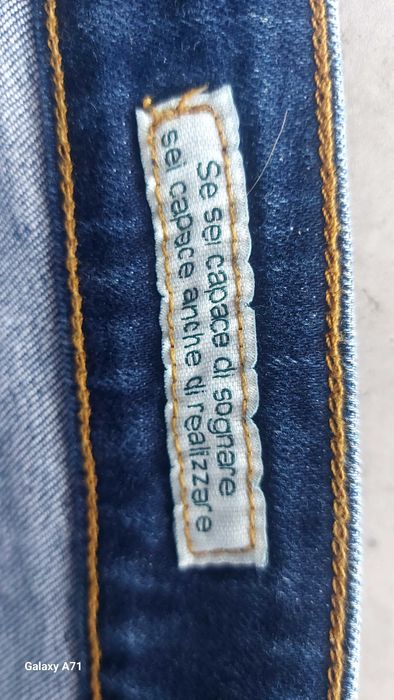 Se sei capace di sognare
sei capace anche di realizzare
Galaxy A71